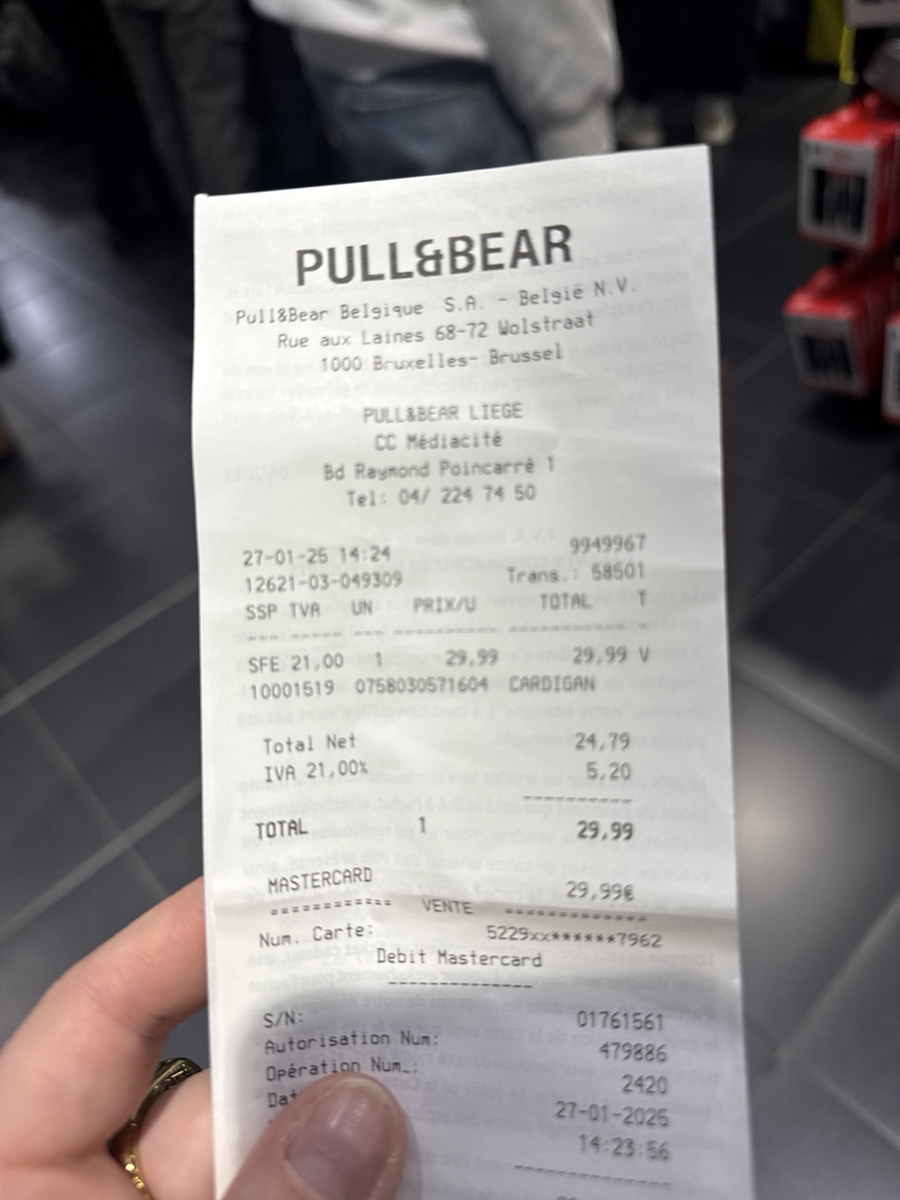 PULL&BEAR
Pull&Bear Belgique S.A. - België N.V.
Rue aux Laines 68-72 Wolstraat
1000 Bruxelles- Brussel
PULL&BEAR LIEGE
CC Médiacité
Bd Raymond Poincarré 1
Tel: 04/ 224 74 50
27-01-25 14:24 9949967
12621-03-049309 Trans.: 58501
SSP TVA UN PRIX/U TOTAL T
--- ----- --- ---------- ------------ -
SFE 21,00 1 29,99 29,99 V
10001519 0758030571604 CARDIGAN
Total Net 24,79
IVA 21,00% 5,20
----------
TOTAL 1 29,99
MASTERCARD 29,99€
============ VENTE =============
Num. Carte: 5229xx******7962
Debit Mastercard
-------------
S/N: 01761561
Autorisation Num: 479886
Opération Num.: 2420
Dat 27-01-2025
14:23:56
-------------